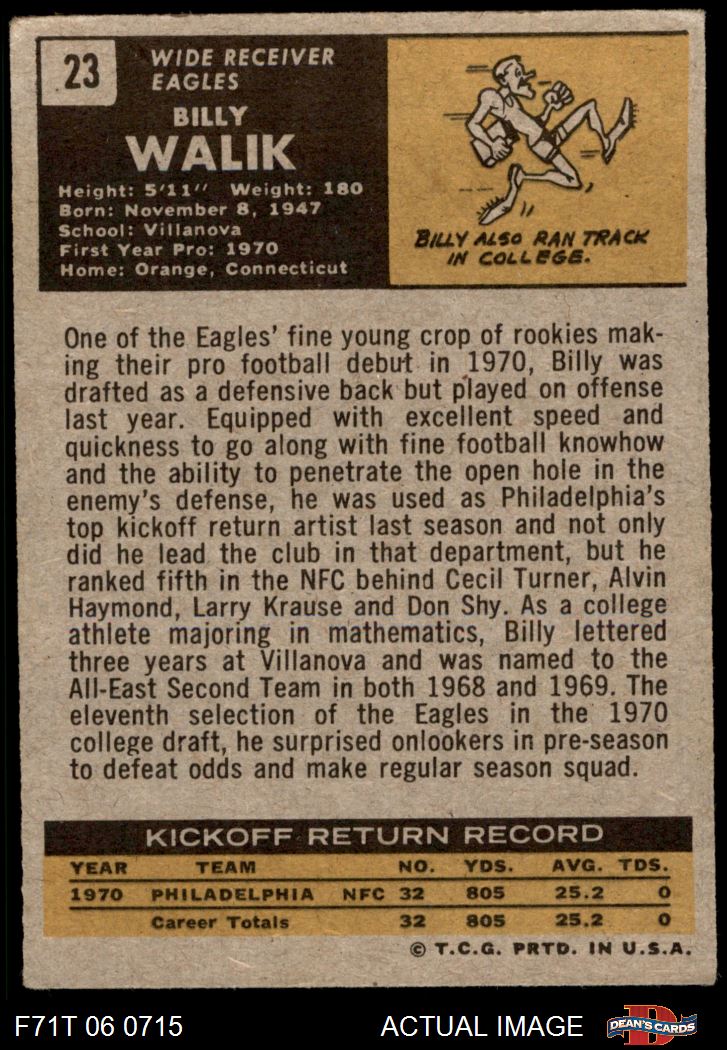 23
WIDE RECEIVER
EAGLES
BILLY
WALIK
Height: 5'11" Weight: 180
Born: November 8, 1947
School: Villanova
First Year Pro: 1970
Home: Orange, Connecticut
BILLY ALSO RAN TRACK
IN COLLEGE.
One of the Eagles' fine young crop of rookies mak-
ing their pro football debut in 1970, Billy was
drafted as a defensive back but played on offense
last year. Equipped with excellent speed and
quickness to go along with fine football knowhow
and the ability to penetrate the open hole in the
enemy's defense, he was used as Philadelphia's
top kickoff return artist last season and not only
did he lead the club in that department, but he
ranked fifth in the NFC behind Cecil Turner, Alvin
Haymond, Larry Krause and Don Shy. As a college
athlete majoring in mathematics, Billy lettered
three years at Villanova and was named to the
All-East Second Team in both 1968 and 1969. The
eleventh selection of the Eagles in the 1970
college draft, he surprised onlookers in pre-season
to defeat odds and make regular season squad.
KICKOFF RETURN RECORD
YEAR TEAM NO. YDS. AVG. TDS.
1970 PHILADELPHIA NFC 32 805 25.2 0
Career Totals 32 805 25.2 0
© T.C.G. PRTD. IN U.S.A.
F71T 06 0715 ACTUAL IMAGE DEAN'S CARDS